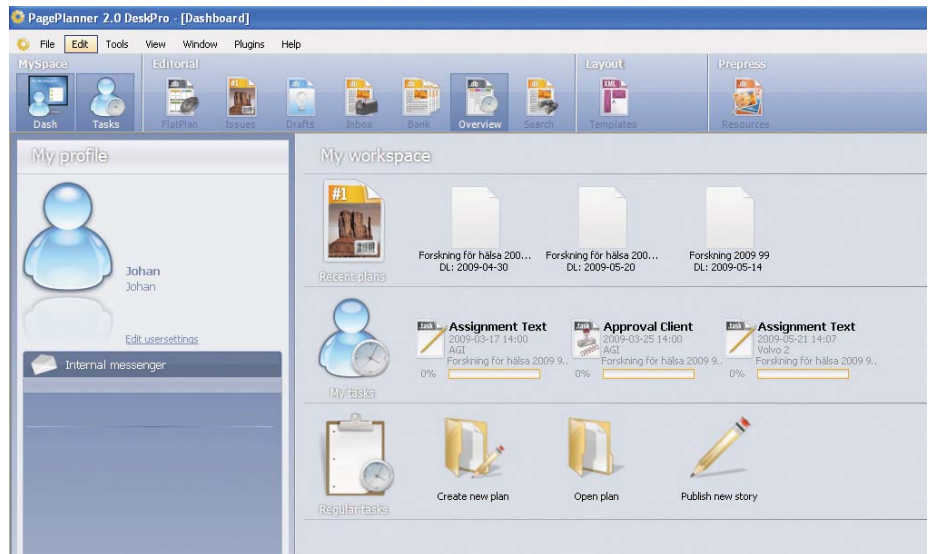 PagePlanner 2.0 DeskPro - [Dashboard]
File Edit Tools View Window Plugins Help
MySpace Editorial Layout Prepress
Dash Tasks FlatPlan Issues Drafts Inbox Bank Overview Search Templates Resources
My profile
Johan
Johan
Edit usersettings
Internal messenger
My workspace
#1
Recent plans
Forskning för hälsa 200...
DL: 2009-04-30
Forskning för hälsa 200...
DL: 2009-05-20
Forskning 2009 99
DL: 2009-05-14
My tasks
task
Assignment Text
2009-03-17 14:00
AGI
Forskning för hälsa 2009 9..
0%
task
Approval Client
2009-03-25 14:00
AGI
Forskning för hälsa 2009 9..
0%
task
Assignment Text
2009-05-21 14:07
Volvo 2
Forskning för hälsa 2009 9..
0%
Regular tasks
Create new plan
Open plan
Publish new story